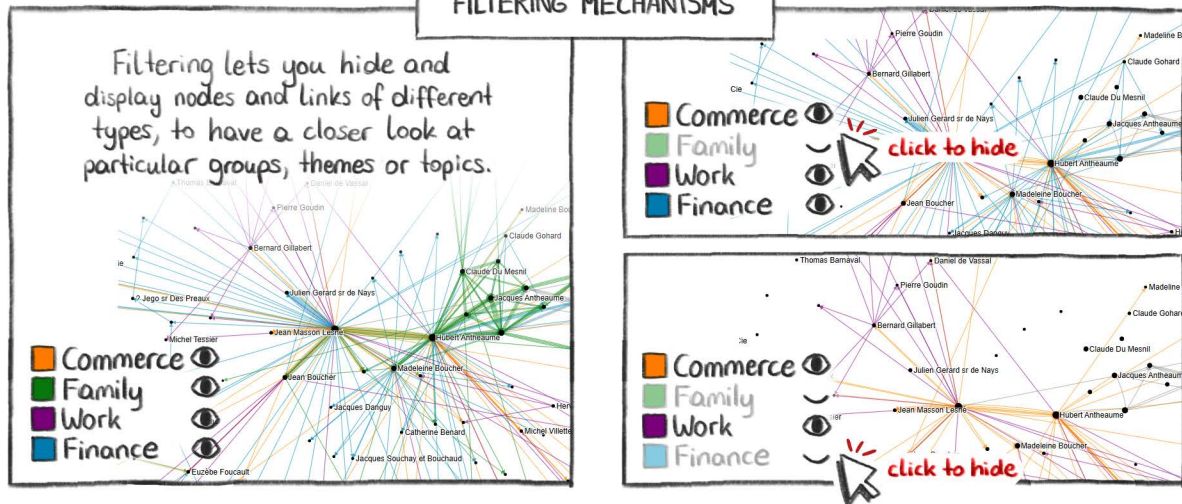 FILTERING MECHANISMS
Filtering lets you hide and
display nodes and links of different
types, to have a closer look at
particular groups, themes or topics.
Thomas Barnaval
Daniel de Vassal
Pierre Goudin
Madeline Bo
Claude Gohard
Bernard Gillabert
ie
Claude Du Mesnil
? Jego sr Des Preaux
Julien Gerard sr de Nays
Jacques Antheaume
Michel Tessier
Jean Masson Lesne
Hubert Antheaume
Commerce
Family
Work
Finance
Jean Boucher
Madeleine Boucher
Jacques Danguy
Catherine Benard
Michel Villette
Jacques Souchay et Bouchaud
Euzèbe Foucault
Pierre Goudin
Madeline B
Claude Gohard
Bernard Gillabert
Cie
Claude Du Mesnil
Julien Gerard sr de Nays
Jacques Antheaume
Commerce
Family
click to hide
Hubert Antheaume
Work
Finance
Madeleine Boucher
Jean Boucher
Jacques Danguy
Thomas Barnaval
Daniel de Vassal
Pierre Goudin
Madeline
Claude Gohard
Bernard Gillabert
Cie
Claude Du Mesnil
Julien Gerard sr de Nays
Jacques Antheaum
Commerce
Family
Work
Finance
Jean Masson Lesne
Hubert Antheaume
ier
Madeleine Boucher
click to hide